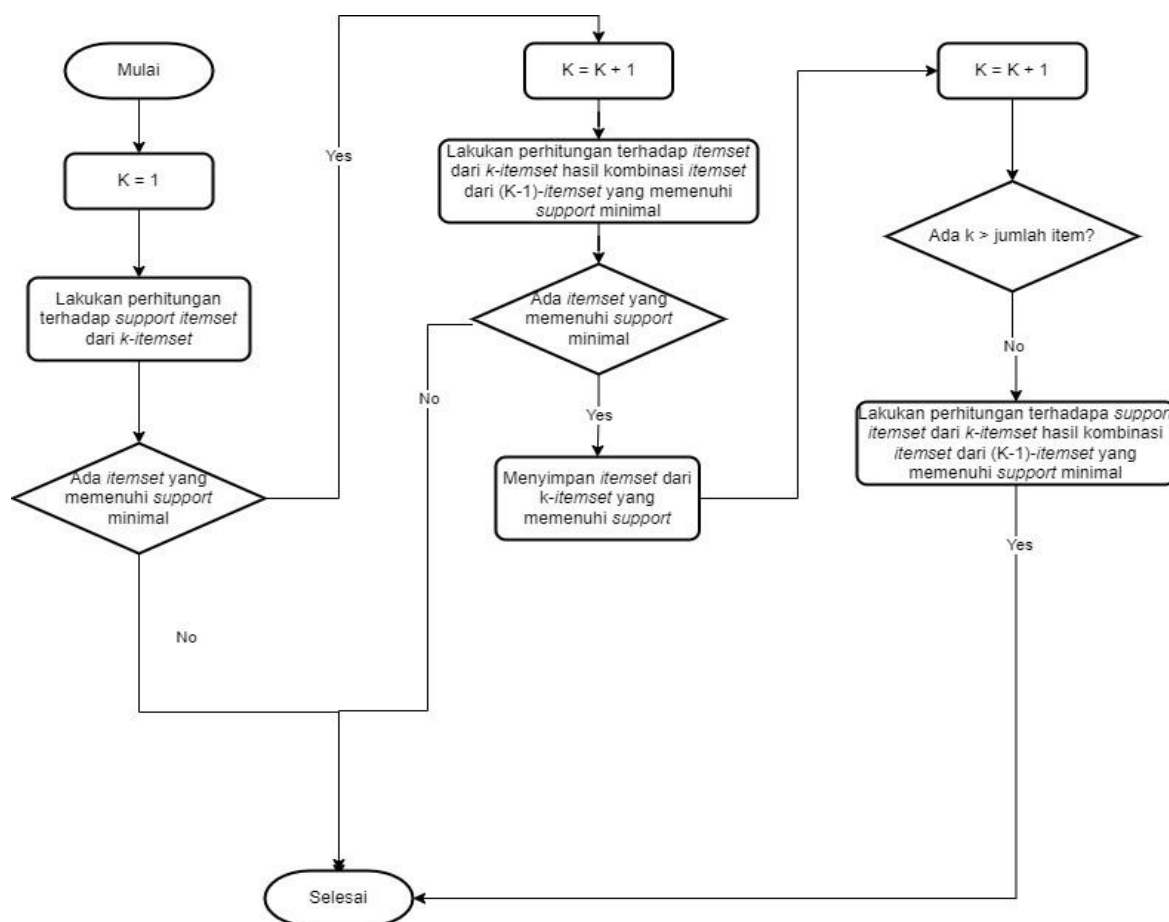 Mulai
K = 1
Lakukan perhitungan
terhadap support itemset
dari k-itemset
Ada itemset yang
memenuhi support
minimal
No
Yes
K = K + 1
Lakukan perhitungan terhadap itemset
dari k-itemset hasil kombinasi itemset
dari (K-1)-itemset yang memenuhi
support minimal
Ada itemset yang
memenuhi support
minimal
No
Yes
Menyimpan itemset dari
k-itemset yang
memenuhi support
K = K + 1
Ada k > jumlah item?
No
Lakukan perhitungan terhadapa support
itemset dari k-itemset hasil kombinasi
itemset dari (K-1)-itemset yang
memenuhi support minimal
Yes
Selesai